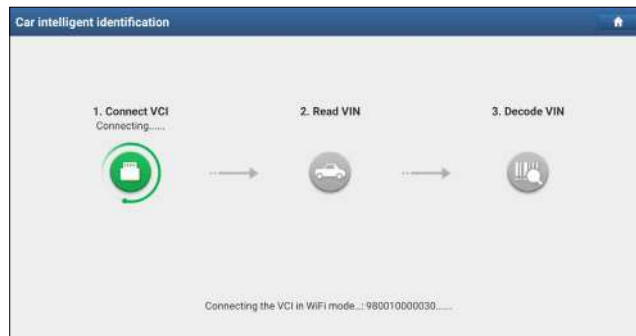 Car intelligent identification
1. Connect VCI
Connecting......
2. Read VIN
3. Decode VIN
Connecting the VCI in WiFi mode...: 980010000030......